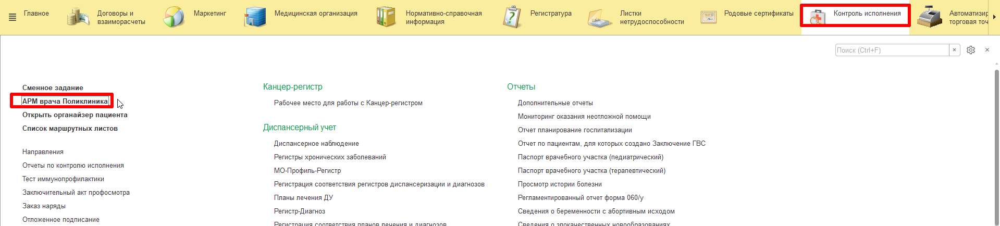 Главное
Договоры и
взаиморасчеты
Маркетинг
Медицинская организация
Нормативно-справочная
информация
Регистратура
Листки
нетрудоспособности
Родовые сертификаты
Контроль исполнения
Автоматизир
торговая точ
Поиск (Ctrl+F)
Сменное задание
АРМ врача Поликлиника
Открыть органайзер пациента
Список маршрутных листов
Направления
Отчеты по контролю исполнения
Тест иммунопрофилактики
Заключительный акт профосмотра
Заказ наряды
Отложенное подписание
Канцер-регистр
Рабочее место для работы с Канцер-регистром
Диспансерный учет
Диспансерное наблюдение
Регистры хронических заболеваний
МО-Профиль-Регистр
Регистрация соответствия регистров диспансеризации и диагнозов
Планы лечения ДУ
Регистр-Диагноз
Регистрация соответствия планов лечения и диагнозов
Отчеты
Дополнительные отчеты
Мониторинг оказания неотложной помощи
Отчет планирование госпитализации
Отчет по пациентам, для которых создано Заключение ГВС
Паспорт врачебного участка (педиатрический)
Паспорт врачебного участка (терапевтический)
Просмотр истории болезни
Регламентированный отчет форма 060/у
Сведения о беременности с абортивным исходом
Сведения о злокачественных новообразованиях